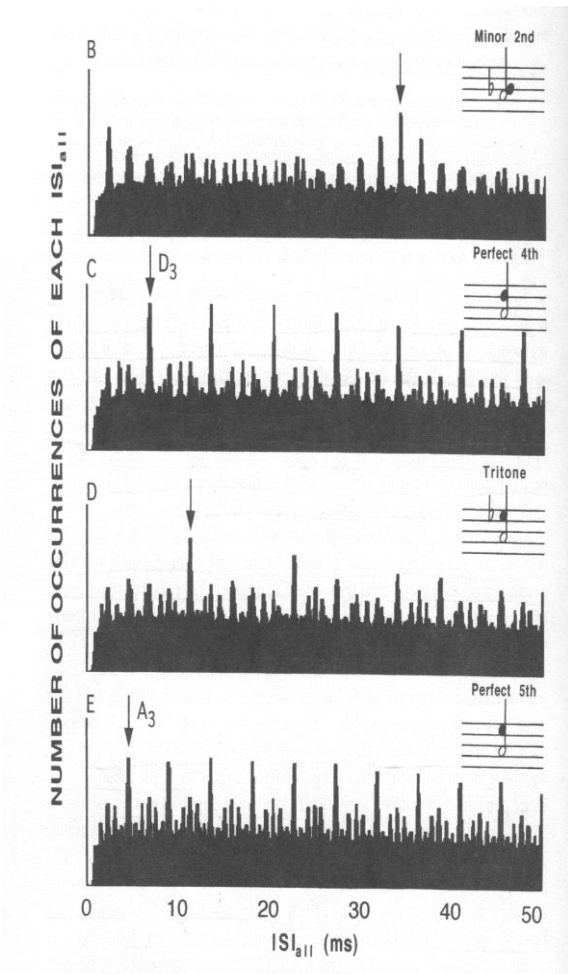 Minor 2nd
B
Perfect 4th
C
D₃
Tritone
D
Perfect 5th
E
A₃
NUMBER OF OCCURRENCES OF EACH ISIₐₗₗ
0 10 20 30 40 50
ISIₐₗₗ (ms)